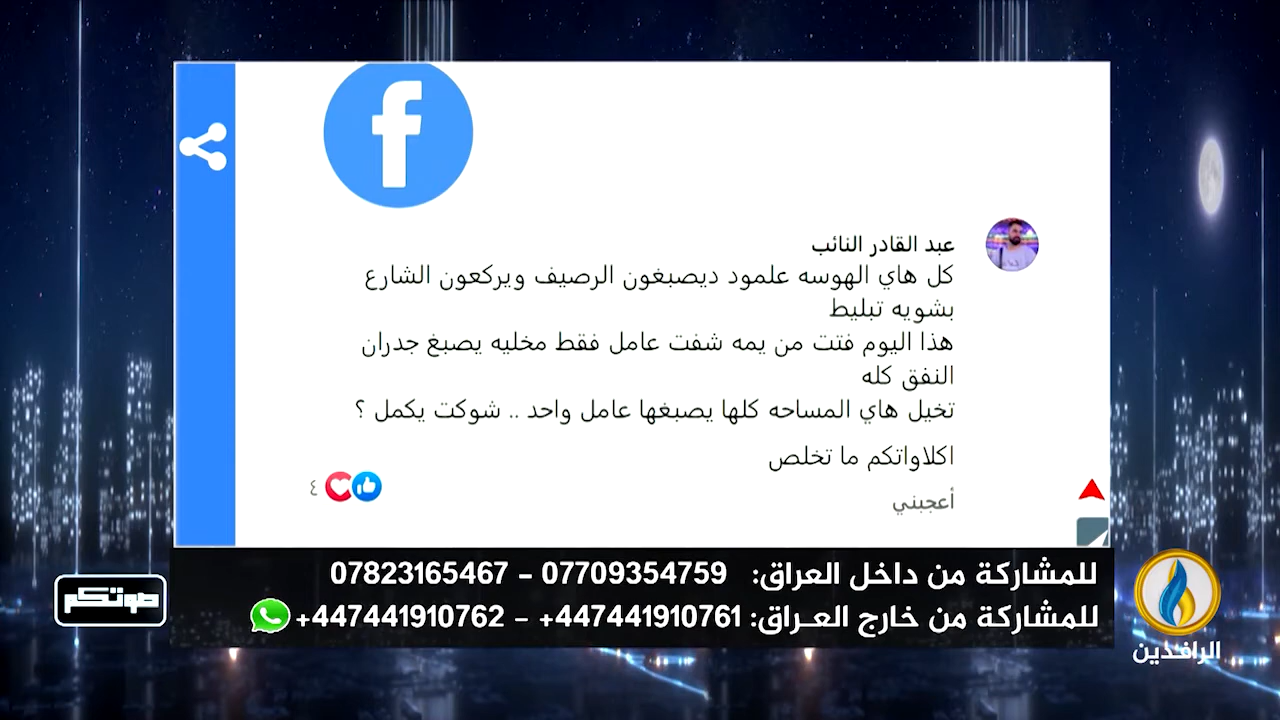 عبد القادر النائب
كل هاي الهوسه علمود ديصبغون الرصيف ويركعون الشارع
بشويه تبليط
هذا اليوم فتت من يمه شفت عامل فقط مخليه يصبغ جدران
النفق كله
تخيل هاي المساحه كلها يصبغها عامل واحد .. شوكت يكمل ؟
اكلاواتكم ما تخلص
أعجبني
٤
للمشاركة من داخل العراق: 07709354759 - 07823165467
للمشاركة من خارج العـراق: 447441910761+ - 447441910762+
صوتكم
الرافدين